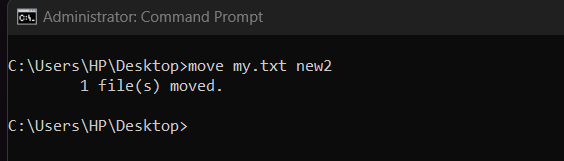 Administrator: Command Prompt
C:\Users\HP\Desktop>move my.txt new2
        1 file(s) moved.
C:\Users\HP\Desktop>